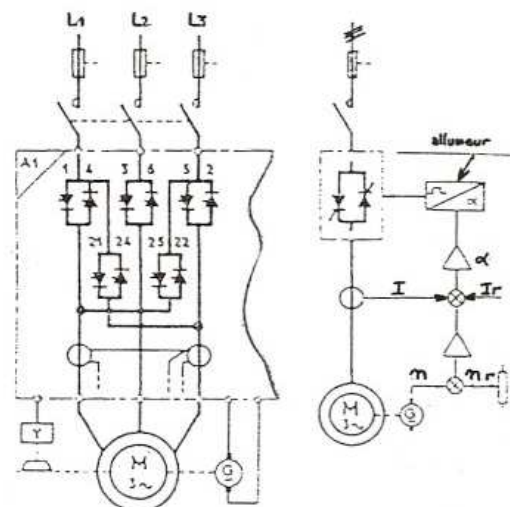 L1 L2 L3
A1
1 4 3 6 5 2
21 24 25 22
Y
M
3~
G
allumeur
α
α
I
Ir
n
nr
M
3~
G